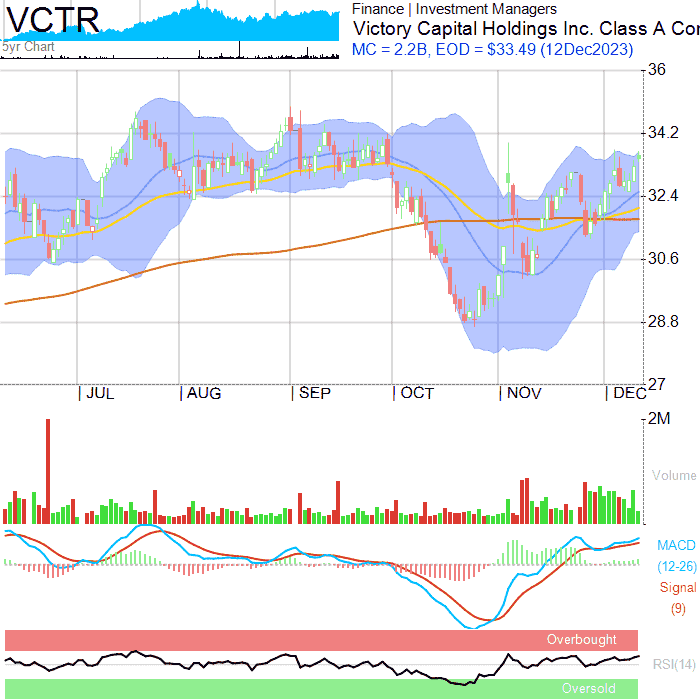 VCTR
5yr Chart
Finance | Investment Managers
Victory Capital Holdings Inc. Class A Cor
MC = 2.2B, EOD = $33.49 (12Dec2023)
36
34.2
32.4
30.6
28.8
27
JUL AUG SEP OCT NOV DEC
2M
Volume
MACD
(12-26)
Signal
(9)
Overbought
RSI(14)
Oversold